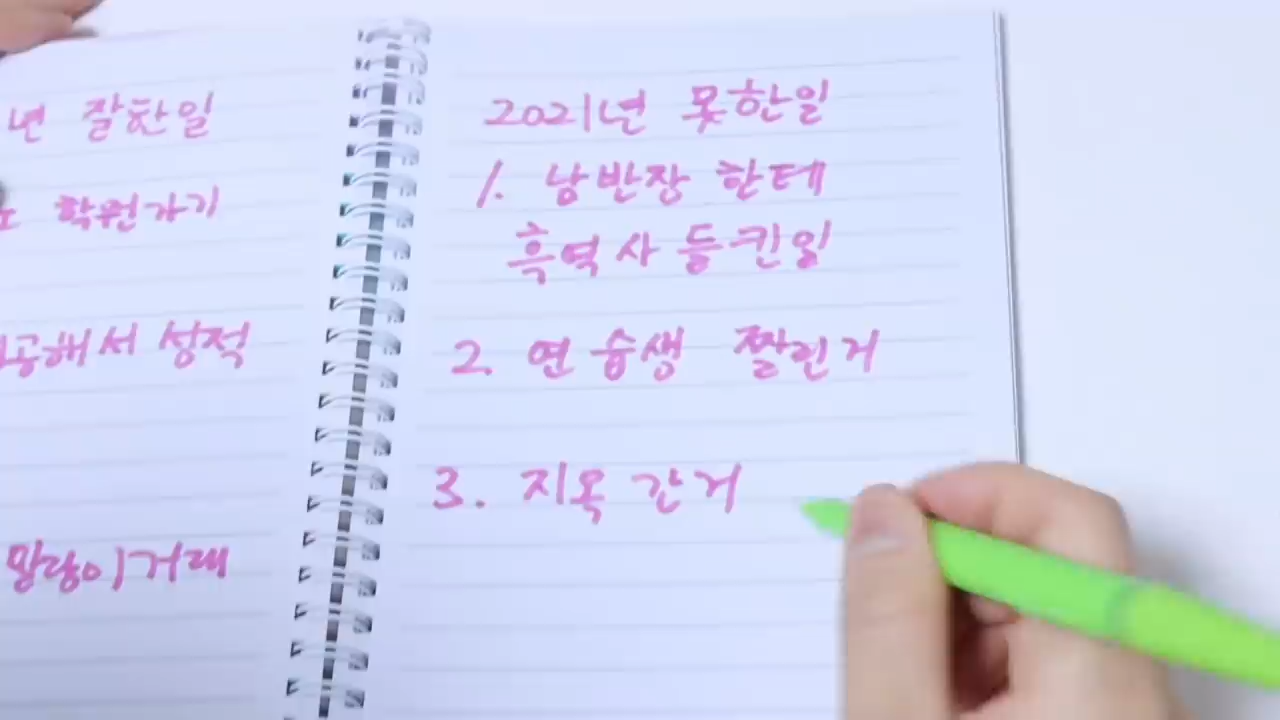 년 잘한일
학원가기
공해서 성적
말랑이거래
2021년 못한일
1. 남반장 한테
흑역사 등킨일
2. 연습생 짤린거
3. 지옥 간거